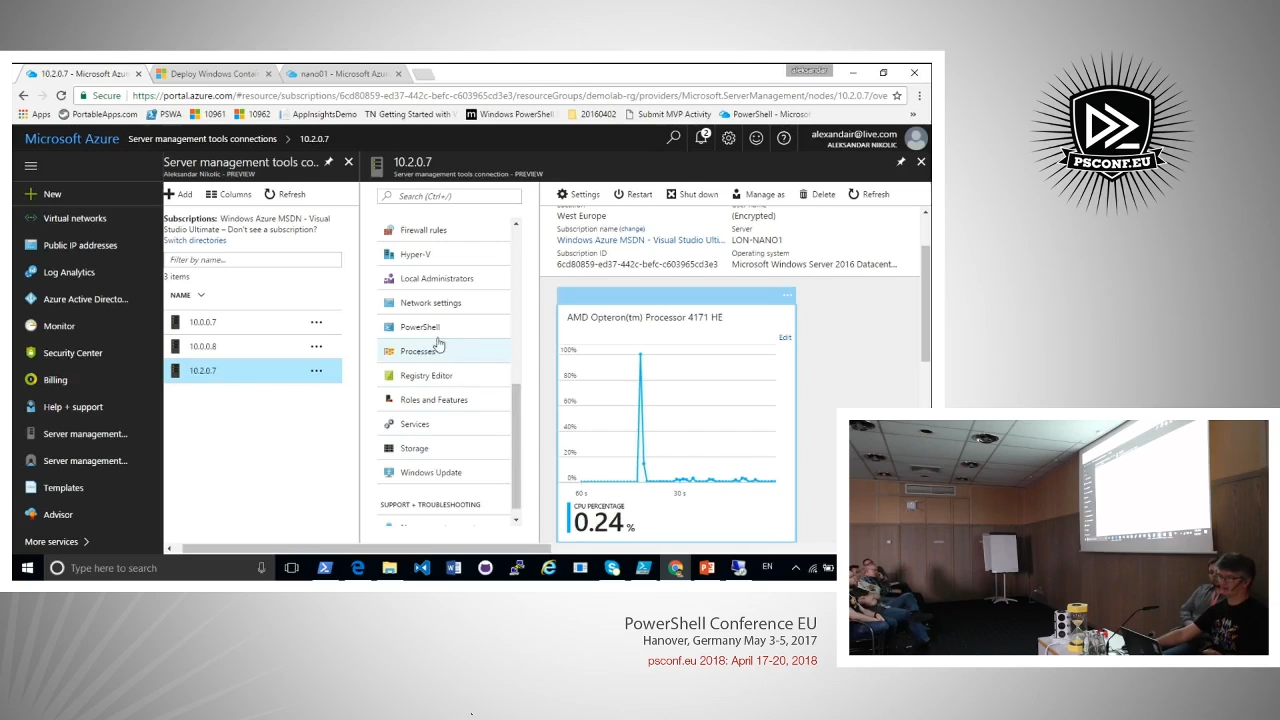 10.2.0.7 - Microsoft Azu
Deploy Windows Contai
nano01 - Microsoft Azu
aleksandar
Secure
https://portal.azure.com/#resource/subscriptions/6cd80859-ed37-442c-befc-c603965cd3e3/resourceGroups/demolab-rg/providers/Microsoft.ServerManagement/nodes/10.2.0.7/ove
Apps
PortableApps.com
PSWA
10961
10962
AppInsightsDemo
TN Getting started with
Windows PowerShell
20160402
Submit MVP Activity
PowerShell - Microso
»
Microsoft Azure
Server management tools connections > 10.2.0.7
2
alexandair@live.com
ALEKSANDAR NIKOLIC
New
Virtual networks
Public IP addresses
Log Analytics
Azure Active Directo...
Monitor
Security Center
Billing
Help + support
Server management...
Server management...
Templates
Advisor
More services >
Server management tools co..
Aleksandar Nikolic - PREVIEW
Add
Columns
Refresh
Subscriptions: Windows Azure MSDN - Visual
Studio Ultimate – Don't see a subscription?
Switch directories
Filter by name...
3 items
NAME
10.0.0.7
10.0.0.8
10.2.0.7
10.2.0.7
Server management tools connection - PREVIEW
Search (Ctrl+/)
Firewall rules
Hyper-V
Local Administrators
Network settings
PowerShell
Processes
Registry Editor
Roles and Features
Services
Storage
Windows Update
SUPPORT + TROUBLESHOOTING
Settings
Restart
Shut down
Manage as
Delete
Refresh
West Europe
(Encrypted)
Subscription name (change)
Server
Windows Azure MSDN - Visual Studio Ulti...
LON-NANO1
Subscription ID
Operating system
6cd80859-ed37-442c-befc-c603965cd3e3
Microsoft Windows Server 2016 Datacent...
AMD Opteron(tm) Processor 4171 HE
Edit
100%
80%
60%
40%
20%
0%
60 s
30 s
CPU PERCENTAGE
0.24 %
Type here to search
EN
PSCONF.EU
PowerShell Conference EU
Hanover, Germany May 3-5, 2017
psconf.eu 2018: April 17-20, 2018